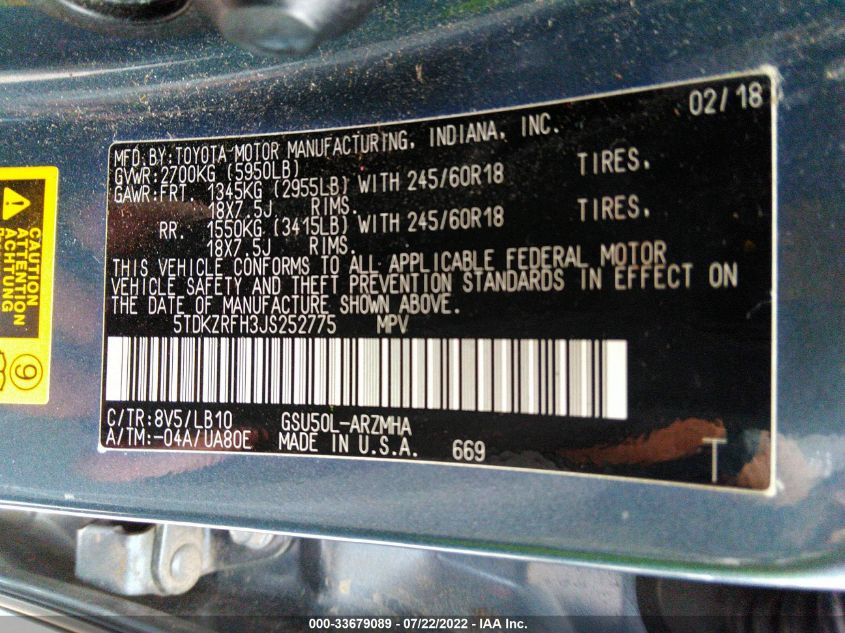 02/18
MFD.BY:TOYOTA MOTOR MANUFACTURING, INDIANA, INC.
GVWR:2700KG (5950LB)
GAWR:FRT. 1345KG (2955LB) WITH 245/60R18 TIRES,
18X7.5J RIMS.
RR. 1550KG (3415LB) WITH 245/60R18 TIRES,
18X7.5J RIMS.
THIS VEHICLE CONFORMS TO ALL APPLICABLE FEDERAL MOTOR
VEHICLE SAFETY AND THEFT PREVENTION STANDARDS IN EFFECT ON
THE DATE OF MANUFACTURE SHOWN ABOVE.
5TDKZRFH3JS252775 MPV
C/TR:8V5/LB10 GSU50L-ARZMHA
A/TM:-04A/UA80E MADE IN U.S.A. 669
T
CAUTION
ATTENTION
ACHTUNG
9
000-33679089 - 07/22/2022 - IAA Inc.